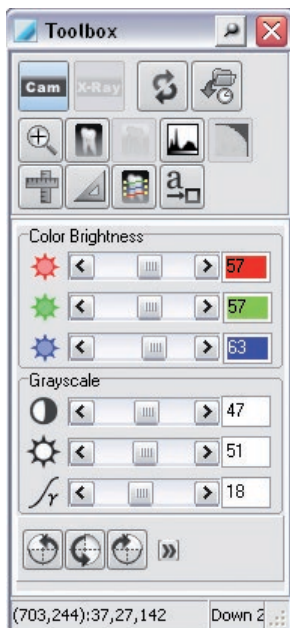 Toolbox
Cam X-Ray
a
Color Brightness
57
57
63
Grayscale
47
51
γ 18
(703,244):37,27,142 Down 2